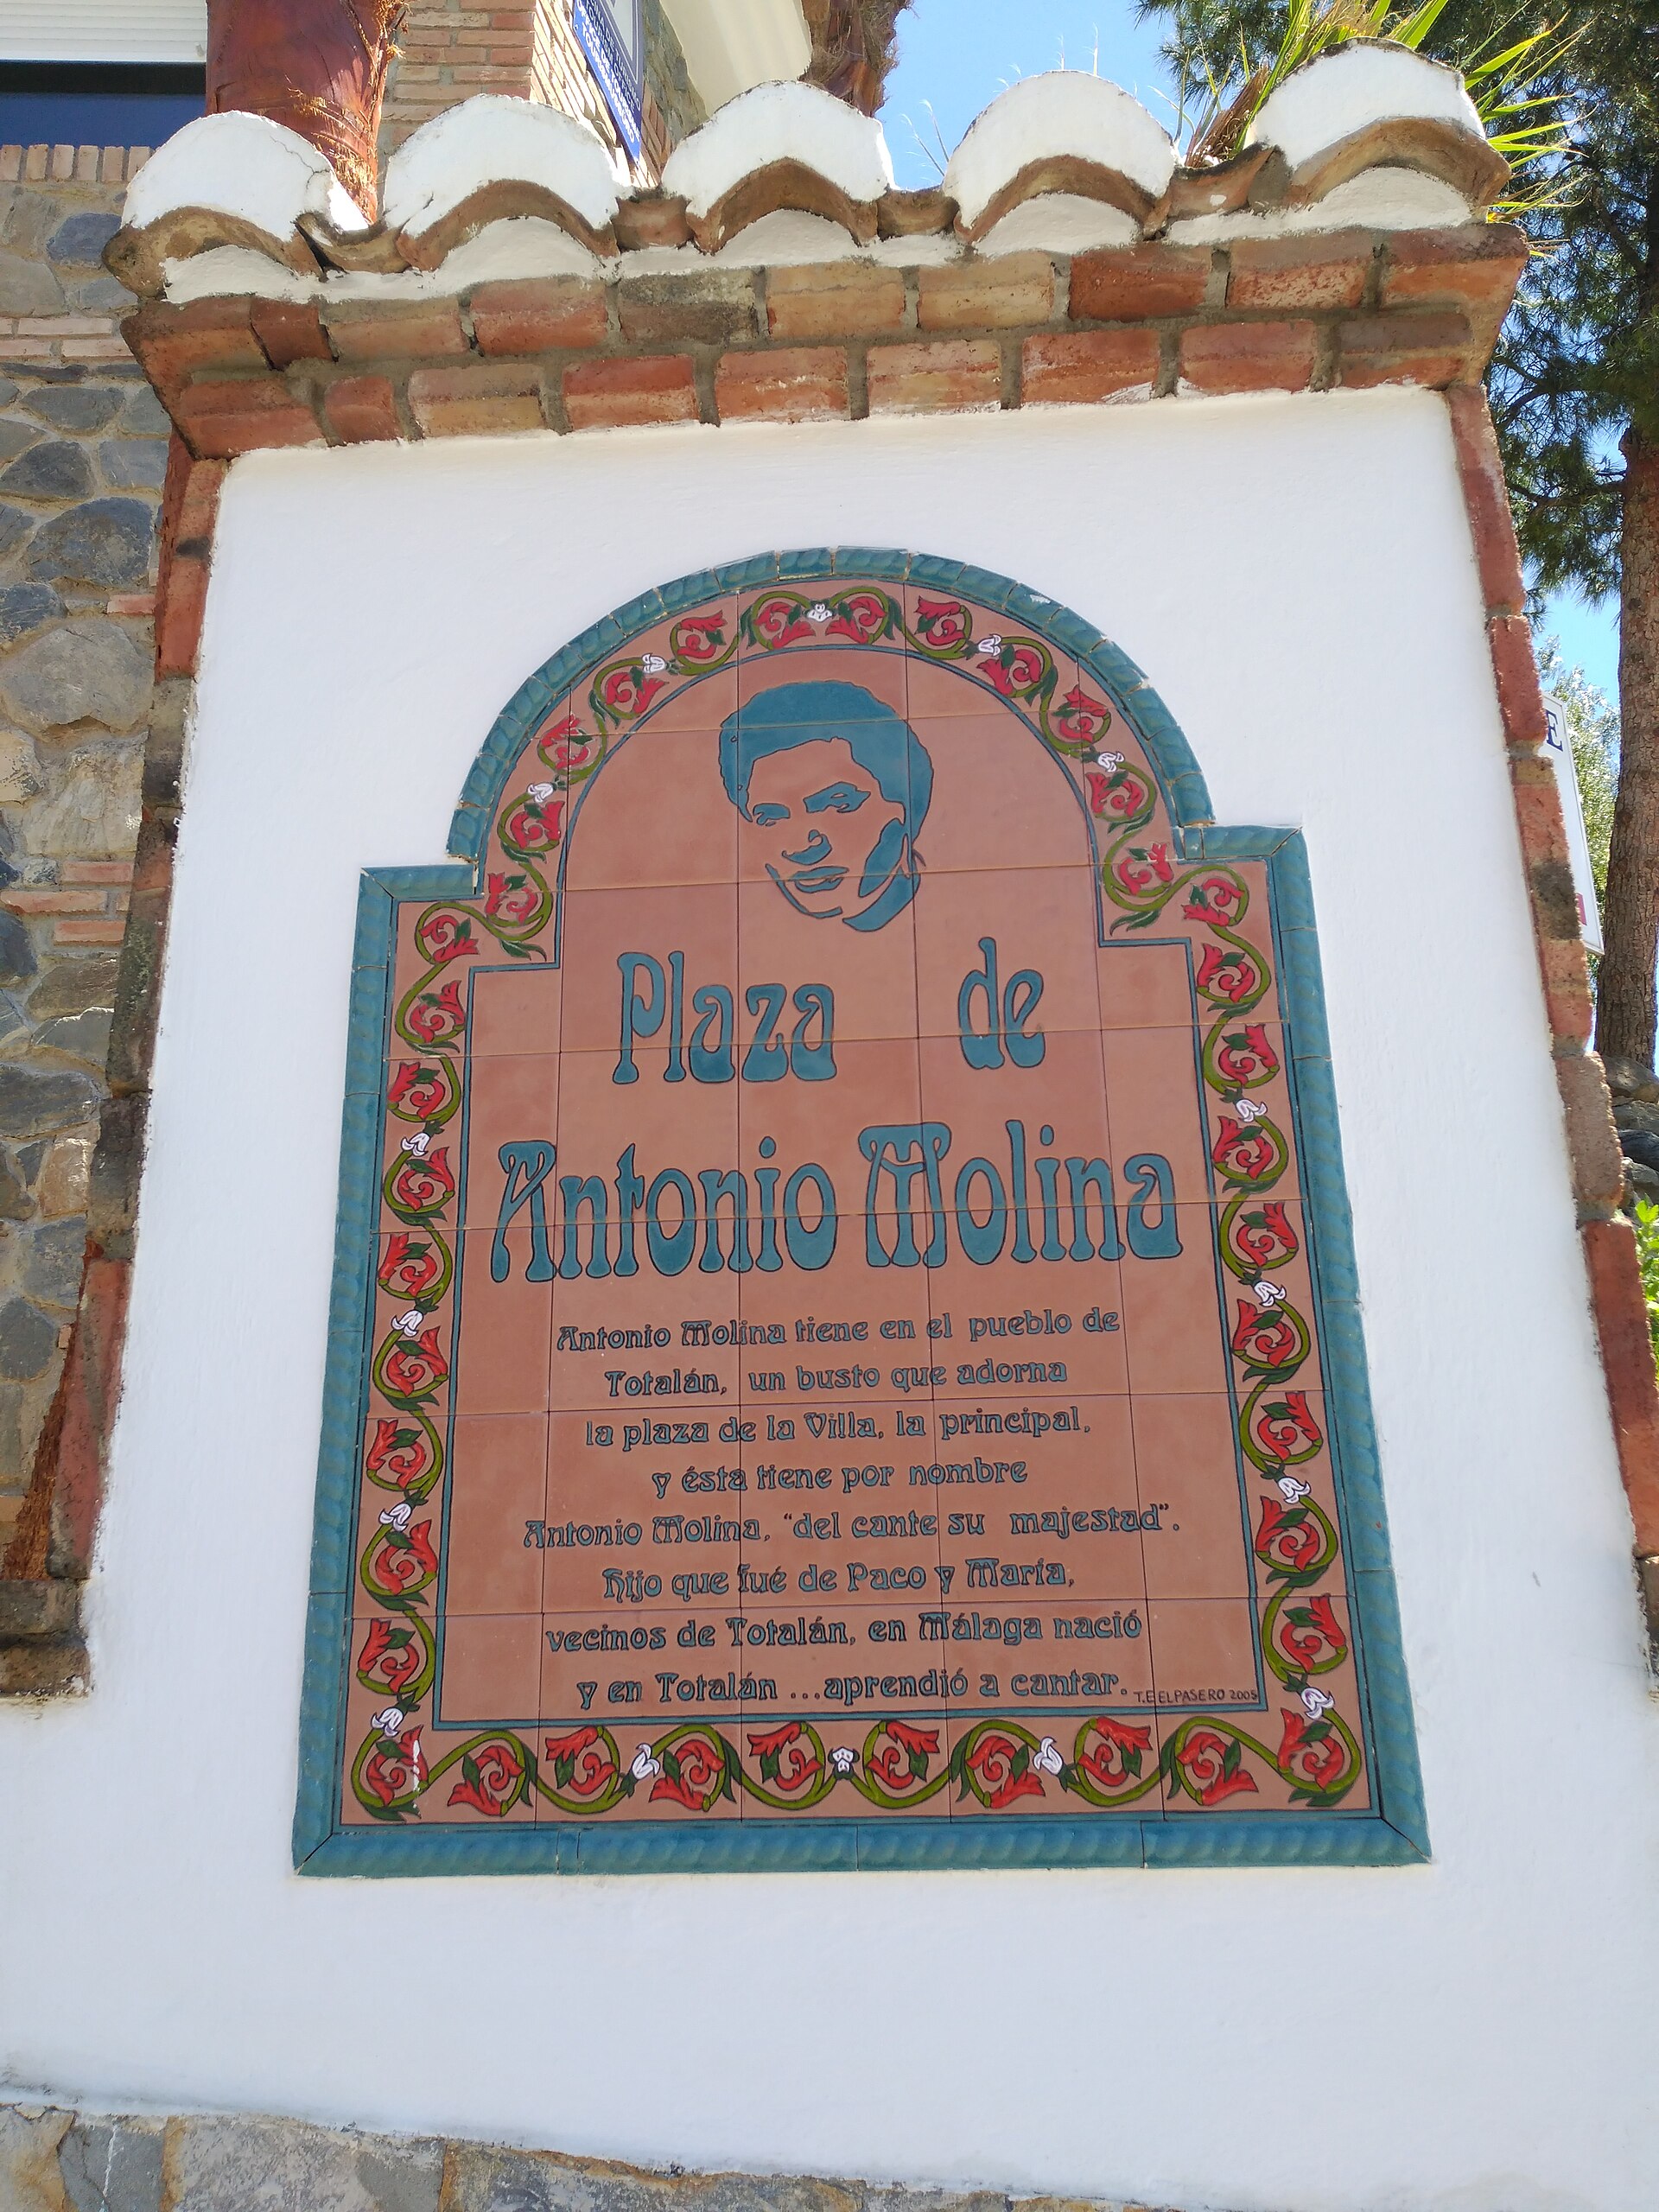 Plaza de
Antonio Molina
Antonio Molina tiene en el pueblo de
Totalán, un busto que adorna
la plaza de la Villa, la principal,
y ésta tiene por nombre
Antonio Molina, "del cante su majestad".
Hijo que fué de Paco y María,
vecinos de Totalán, en Málaga nació
y en Totalán ...aprendió a cantar.
T.E ELPASERO 2005
E